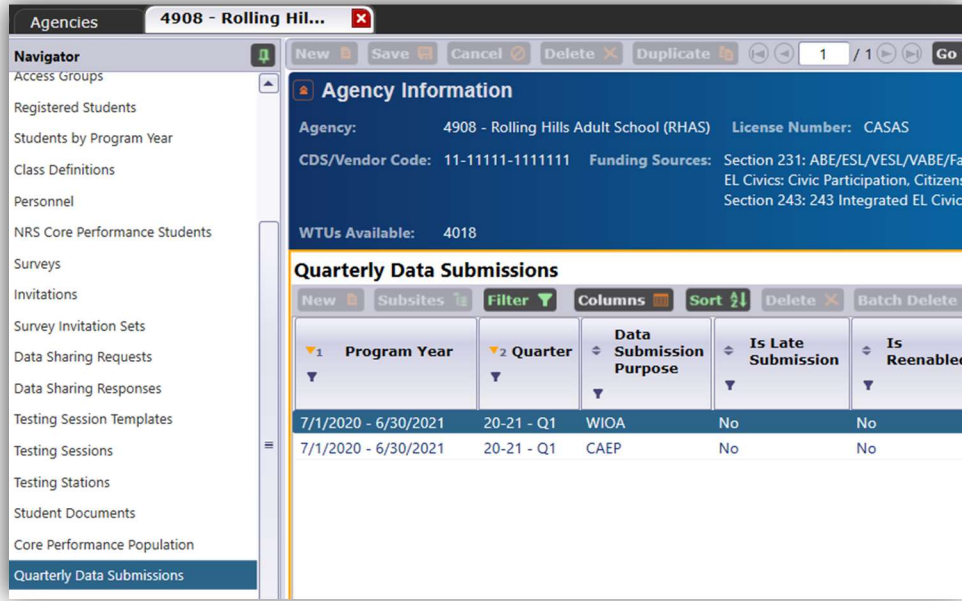 Agencies
4908 - Rolling Hil...
Navigator
Access Groups
Registered Students
Students by Program Year
Class Definitions
Personnel
NRS Core Performance Students
Surveys
Invitations
Survey Invitation Sets
Data Sharing Requests
Data Sharing Responses
Testing Session Templates
Testing Sessions
Testing Stations
Student Documents
Core Performance Population
Quarterly Data Submissions
New Save Cancel Delete Duplicate 1 / 1 Go
Agency Information
Agency: 4908 - Rolling Hills Adult School (RHAS) License Number: CASAS
CDS/Vendor Code: 11-11111-1111111 Funding Sources: Section 231: ABE/ESL/VESL/VABE/Fa
EL Civics: Civic Participation, Citizens
Section 243: 243 Integrated EL Civic
WTUs Available: 4018
Quarterly Data Submissions
New Subsites Filter Columns Sort Delete Batch Delete
1 Program Year
2 Quarter
Data
Submission
Purpose
Is Late
Submission
Is
Reenabled
7/1/2020 - 6/30/2021 20-21 - Q1 WIOA No No
7/1/2020 - 6/30/2021 20-21 - Q1 CAEP No No